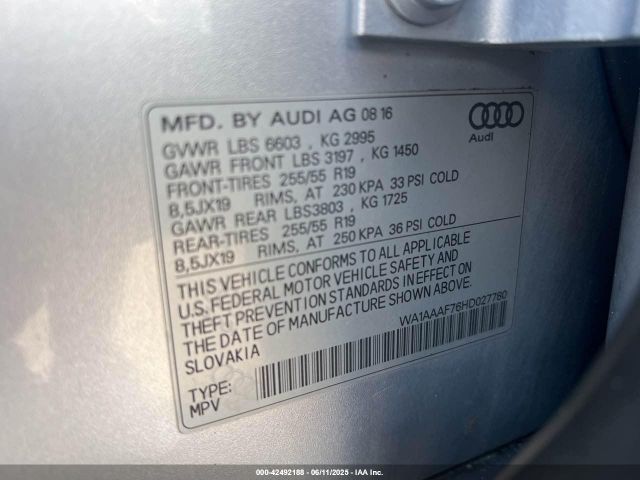 MFD. BY AUDI AG 08 16
GVWR LBS 6603 , KG 2995
GAWR FRONT LBS 3197 , KG 1450
FRONT-TIRES 255/55 R19
8,5JX19 RIMS, AT 230 KPA 33 PSI COLD
GAWR REAR LBS3803 , KG 1725
REAR-TIRES 255/55 R19
8,5JX19 RIMS, AT 250 KPA 36 PSI COLD
THIS VEHICLE CONFORMS TO ALL APPLICABLE
U.S. FEDERAL MOTOR VEHICLE SAFETY AND
THEFT PREVENTION STANDARDS IN EFFECT ON
THE DATE OF MANUFACTURE SHOWN ABOVE.
SLOVAKIA
WA1AAAF76HD027780
TYPE:
MPV
Audi
000-42492188 - 06/11/2025 - IAA Inc.